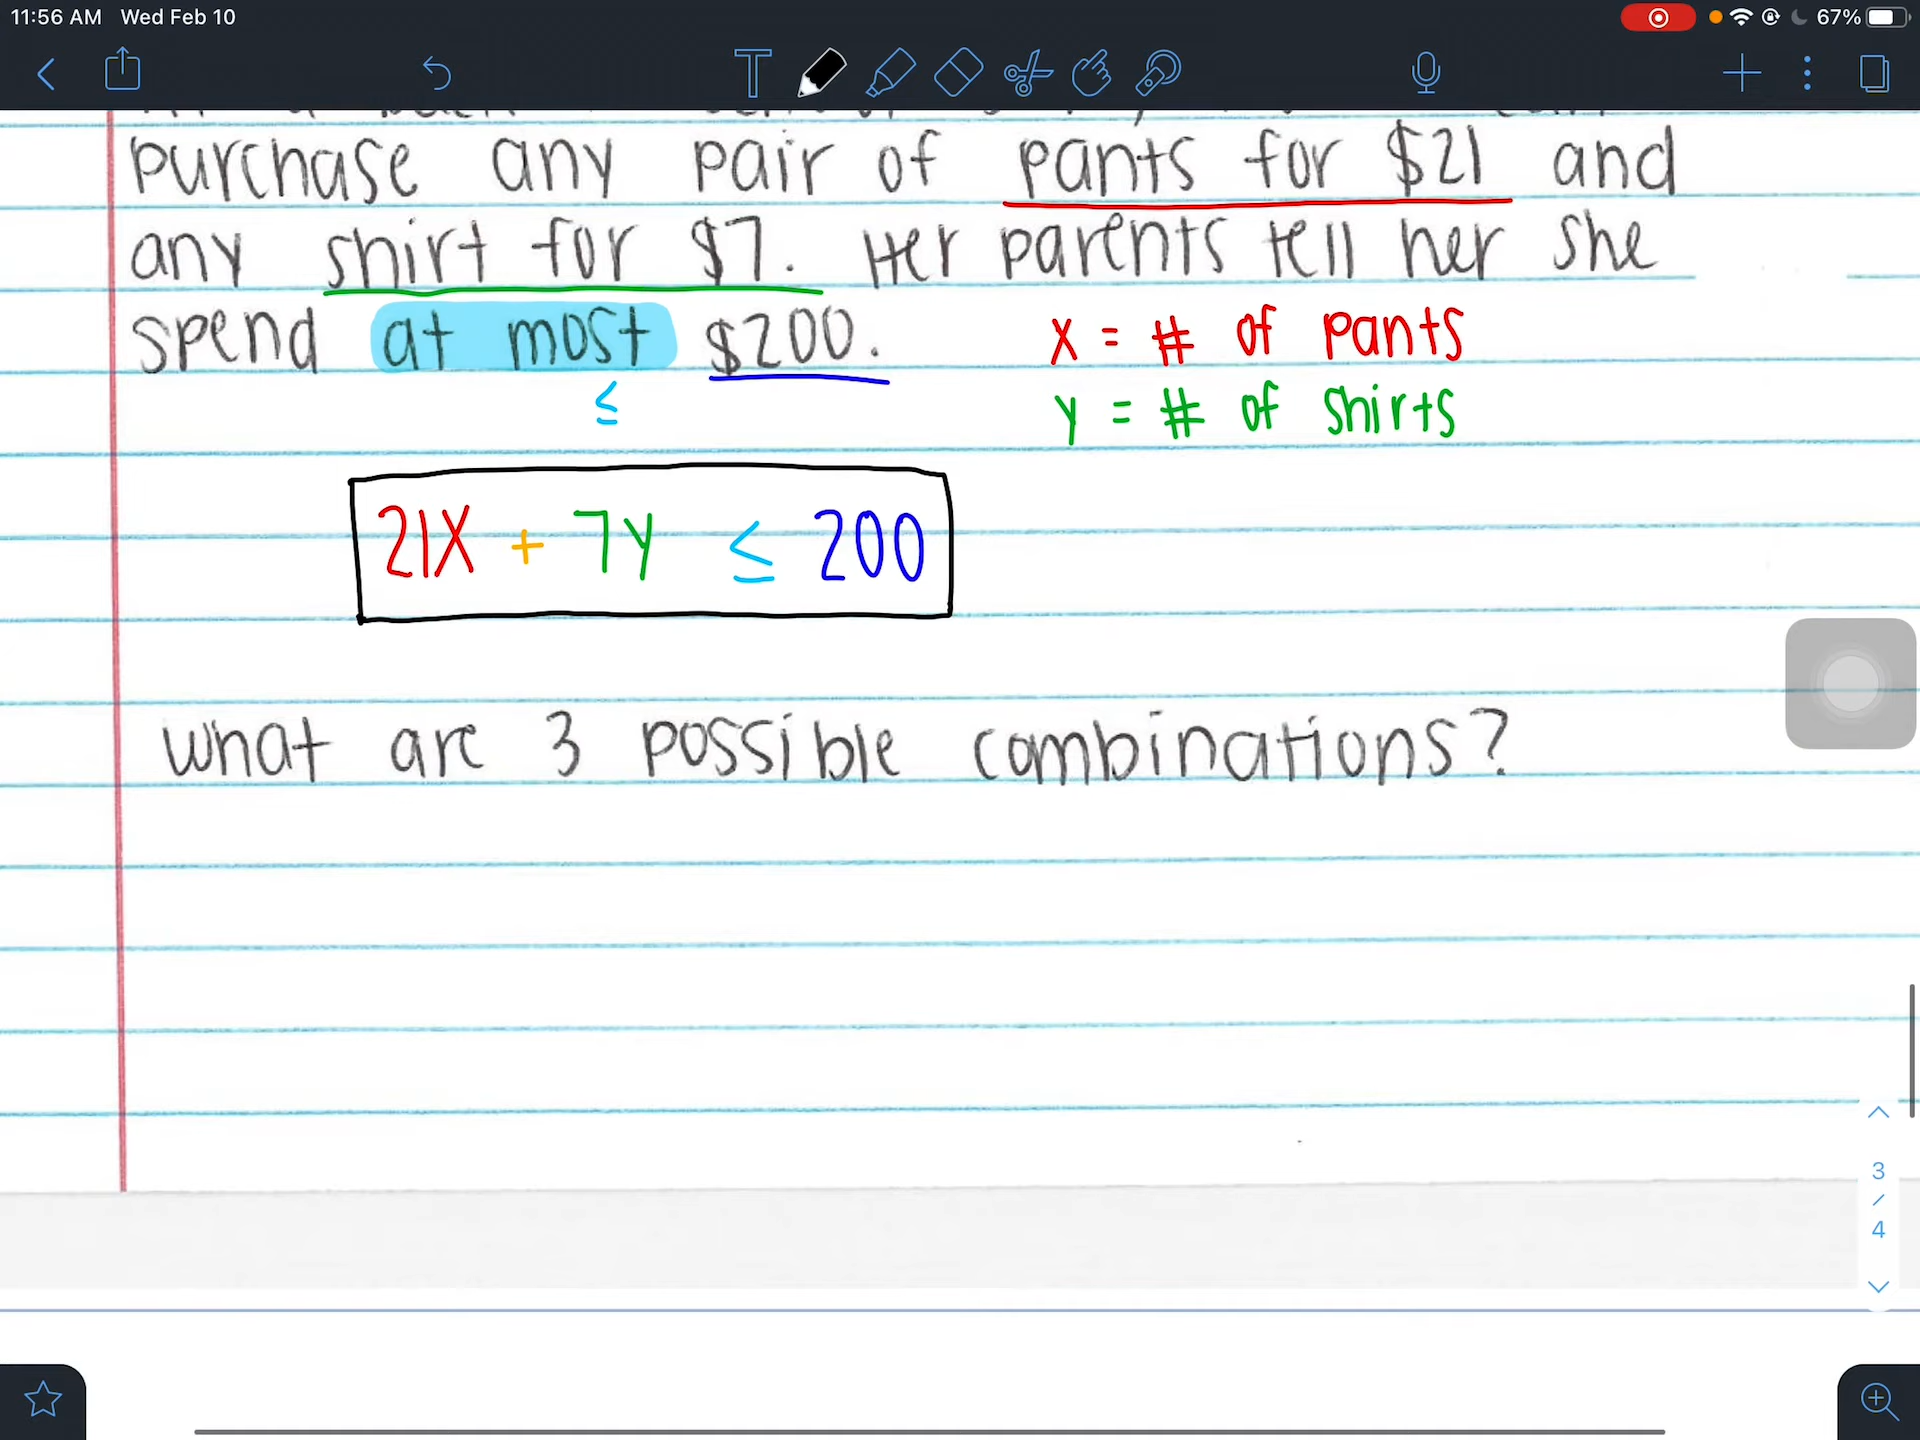 11:56 AM Wed Feb 10 67%
purchase any pair of pants for $21 and
any shirt for $7. Her parents tell her she
spend at most $200.
≤
x = # of pants
y = # of shirts
21x + 7y ≤ 200
What are 3 possible combinations?
3
/
4